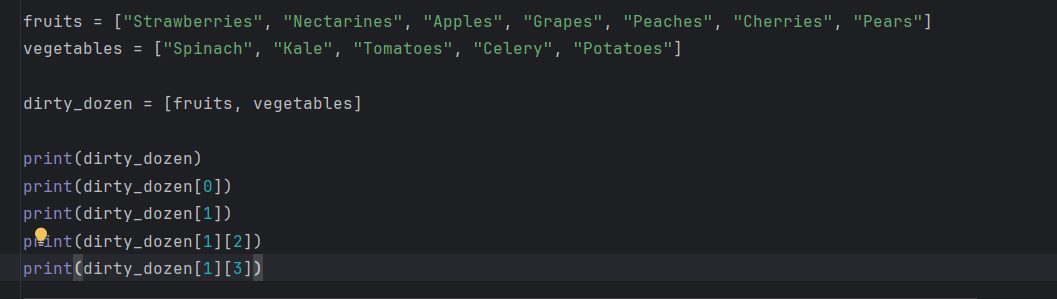 fruits = ["Strawberries", "Nectarines", "Apples", "Grapes", "Peaches", "Cherries", "Pears"]
vegetables = ["Spinach", "Kale", "Tomatoes", "Celery", "Potatoes"]
dirty_dozen = [fruits, vegetables]
print(dirty_dozen)
print(dirty_dozen[0])
print(dirty_dozen[1])
print(dirty_dozen[1][2])
print(dirty_dozen[1][3])